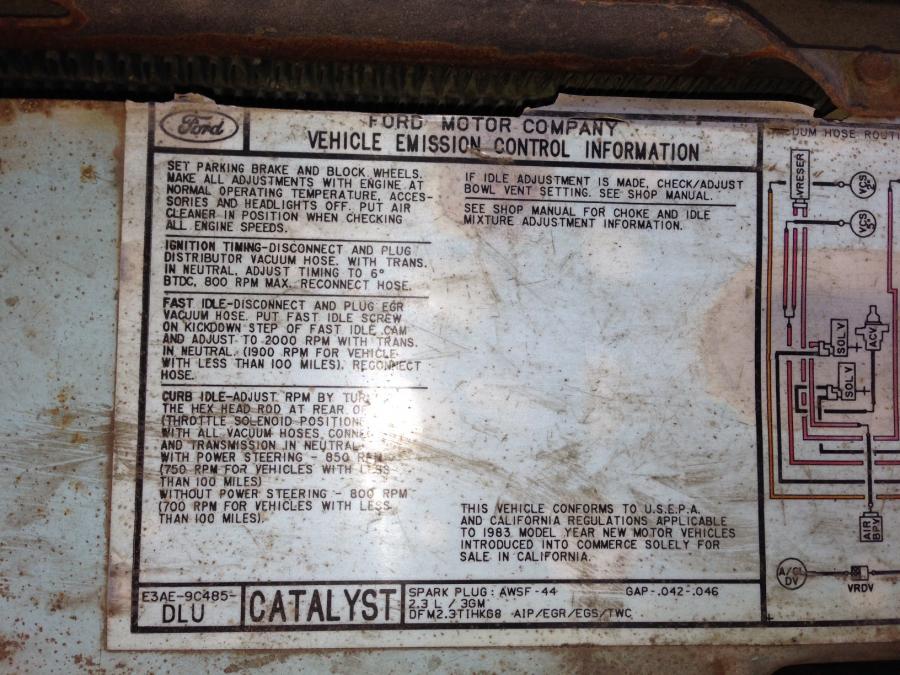 Ford
FORD MOTOR COMPANY
VEHICLE EMISSION CONTROL INFORMATION
SET PARKING BRAKE AND BLOCK WHEELS.
MAKE ALL ADJUSTMENTS WITH ENGINE AT
NORMAL OPERATING TEMPERATURE, ACCES-
SORIES AND HEADLIGHTS OFF. PUT AIR
CLEANER IN POSITION WHEN CHECKING
ALL ENGINE SPEEDS.
IGNITION TIMING-DISCONNECT AND PLUG
DISTRIBUTOR VACUUM HOSE. WITH TRANS.
IN NEUTRAL, ADJUST TIMING TO 6°
BTDC, 800 RPM MAX. RECONNECT HOSE.
FAST IDLE-DISCONNECT AND PLUG EGR
VACUUM HOSE. PUT FAST IDLE SCREW
ON KICKDOWN STEP OF FAST IDLE CAM
AND ADJUST TO 2000 RPM WITH TRANS.
IN NEUTRAL. (1900 RPM FOR VEHICLE
WITH LESS THAN 100 MILES). RECONNECT
HOSE.
CURB IDLE-ADJUST RPM BY
THE HEX HEAD ROD AT REAR
(THROTTLE SOLENOID
WITH ALL VACUUM HOSES
AND TRANSMISSION IN NEUTRAL
WITH POWER STEERING - 850 RPM
(750 RPM FOR VEHICLES WITH LESS
THAN 100 MILES)
WITHOUT POWER STEERING - 800 RPM
(700 RPM FOR VEHICLES WITH LESS
THAN 100 MILES).
IF IDLE ADJUSTMENT IS MADE, CHECK/ADJUST
BOWL VENT SETTING. SEE SHOP MANUAL.
SEE SHOP MANUAL FOR CHOKE AND IDLE
MIXTURE ADJUSTMENT INFORMATION.
THIS VEHICLE CONFORMS TO U.S.E.P.A.
AND CALIFORNIA REGULATIONS APPLICABLE
TO 1983 MODEL YEAR NEW MOTOR VEHICLES
INTRODUCED INTO COMMERCE SOLELY FOR
SALE IN CALIFORNIA.
E3AE-9C485-
DLU
CATALYST
SPARK PLUG: AWSF-44 GAP-.042-.046
2.3 L / 3GM
DFM2.3T1HKG8 AIP/EGR/EGS/TWC
HOSE
VRESER
VCS
VCS
SOL V
SOL V
ACV
AIR
BPV
A/CL
DV
VRDV